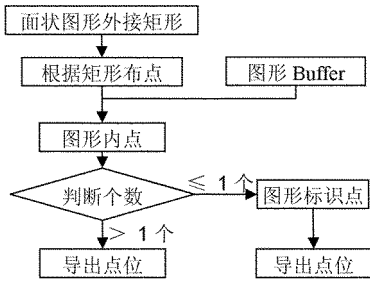 面状图形外接矩形
根据矩形布点
图形 Buffer
图形内点
判断个数
≤ 1 个
图形标识点
> 1 个
导出点位
导出点位